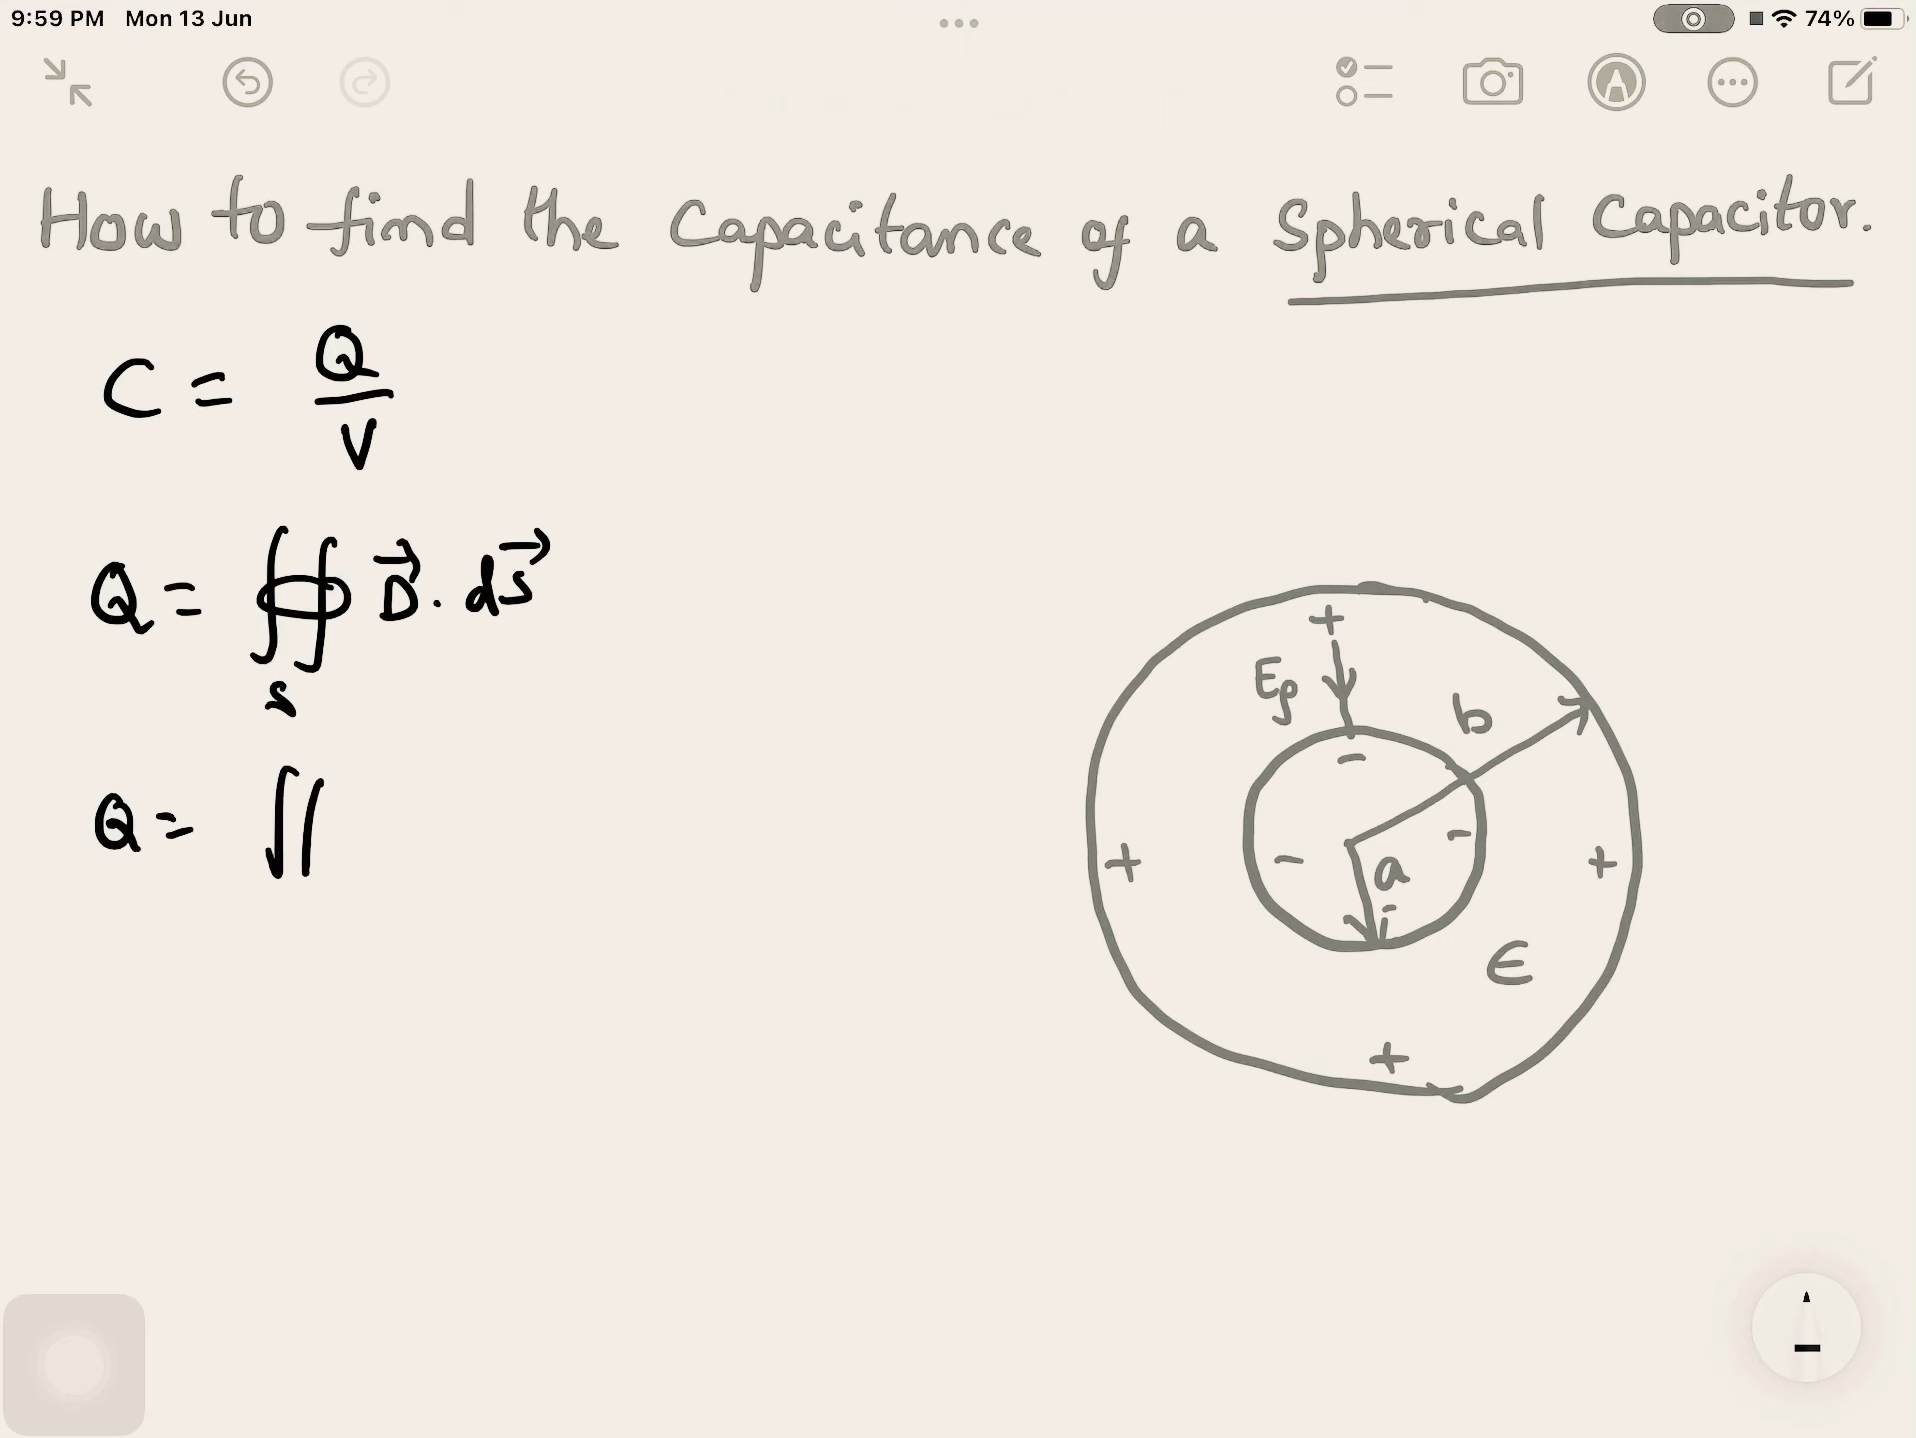 9:59 PM Mon 13 Jun
74%
How to find the Capacitance of a Spherical Capacitor.
C = Q/V
Q = ∯ D⃗ . ds⃗
s
Q = ∬
+
Eρ
b
-
-
-
a
-
+
+
ϵ
+